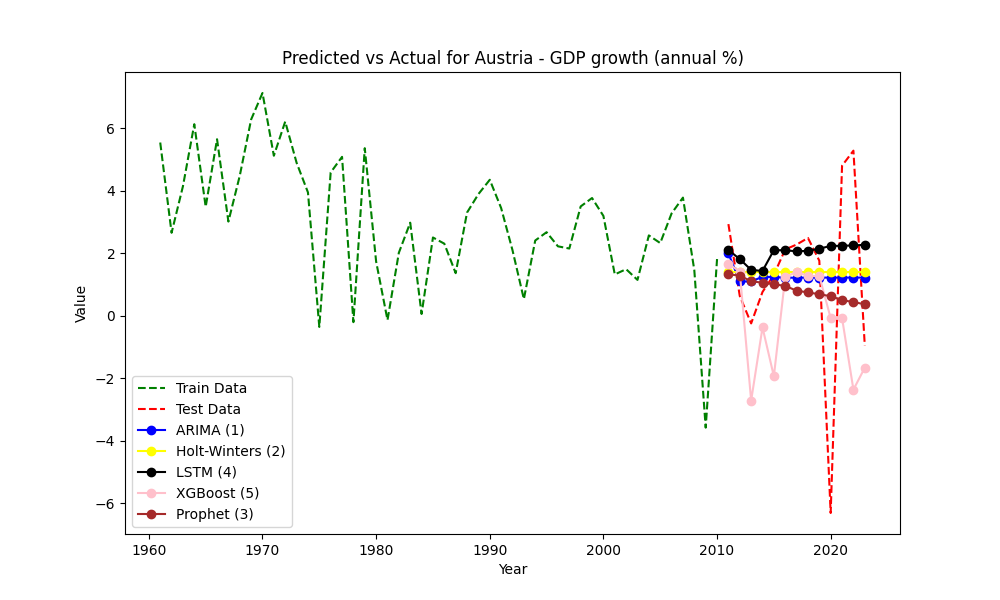 Predicted vs Actual for Austria - GDP growth (annual %)
Value
6
4
2
0
−2
−4
−6
Train Data
Test Data
ARIMA (1)
Holt-Winters (2)
LSTM (4)
XGBoost (5)
Prophet (3)
1960 1970 1980 1990 2000 2010 2020
Year